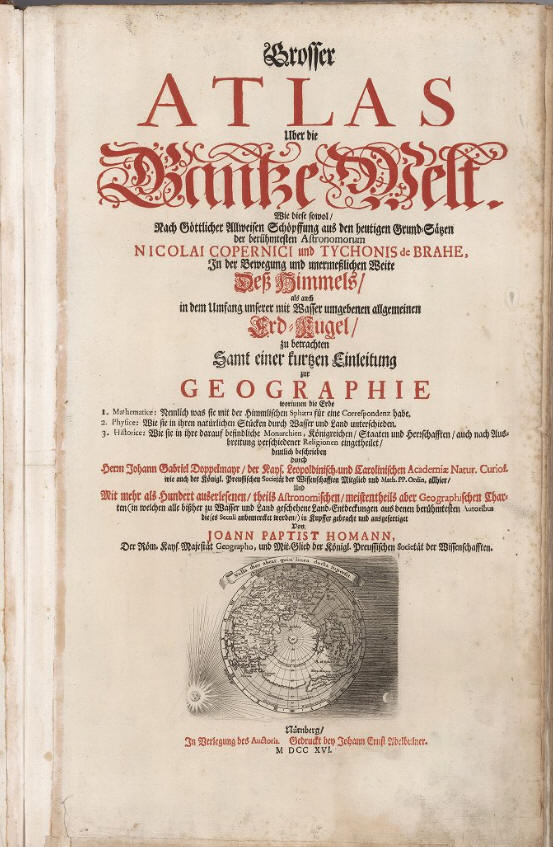 Grosser
ATLAS
Uber die
Gantze Welt.
Wie diese sowol/
Nach Göttlicher Allweisen Schöpffung aus den heutigen Grund-Sätzen
der berühmtesten Astronomorum
NICOLAI COPERNICI und TYCHONIS de BRAHE,
In der Bewegung und unermeßlichen Weite
Deß Himmels/
als auch
in dem Umfang unserer mit Wasser umgebenen allgemeinen
Erd-Kugel/
zu betrachten
Samt einer kurtzen Einleitung
zur
GEOGRAPHIE
worinnen die Erde
1. Mathematicè: Nemlich was sie mit der Himmlischen Sphæra für eine Correspondenz habe.
2. Physicè: Wie sie in ihren natürlichen Stücken durch Wasser und Land unterschieden.
3. Historicè: Wie sie in ihre darauf befindliche Monarchien, Königreichen/ Staaten und Herrschafften/ auch nach Aus-
breitung verschiedener Religionen eingetheilet/
deutlich beschrieben
durch
Herrn Johann Gabriel Doppelmayr/ der Kays. Leopoldinisch-und Carolinischen Academiæ Natur. Curios.
wie auch der Königl. Preussischen Societät der Wissenschafften Mitglied und Math. PP. Ordin. allhier/
Und
Mit mehr als Hundert auserlesenen/ theils Astronomischen/ meistentheils aber Geographischen Char-
ten (in welchen alle bißher zu Wasser und Land geschehene Land-Entdeckungen aus denen berühmtesten Autoribus
dieses Seculi anbemercket werden) in Kupffer gebracht und ausgefertiget
Von
JOANN PAPTIST HOMANN,
Der Röm. Kays. Majestät Geographo, und Mit-Glied der Königl. Preussischen Societät der Wissenschafften.
Nürnberg/
In Verlegung des Auctoris. Gedruckt bey Johann Ernst Adelbulner.
M DCC XVI.